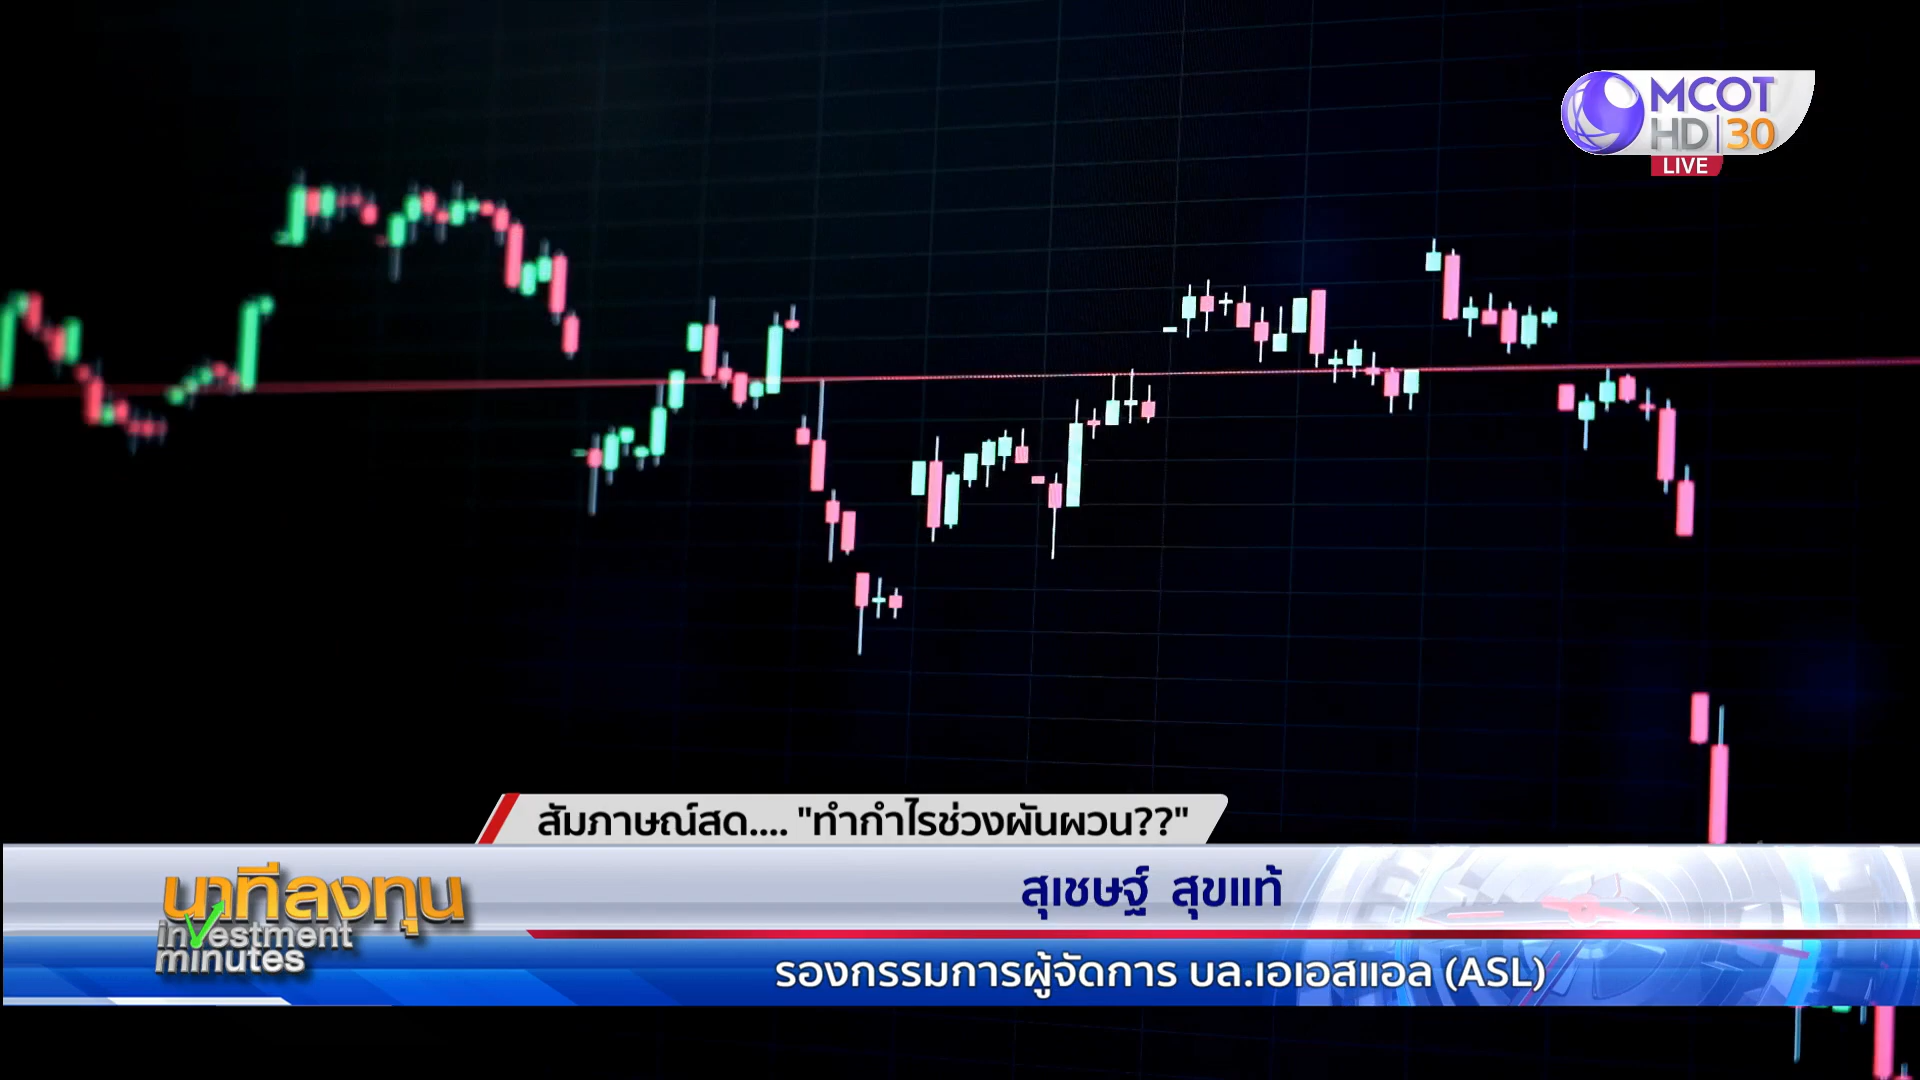 MCOT
HD|30
LIVE
สัมภาษณ์สด.... "ทำกำไรช่วงผันผวน??"
นาทีลงทุน
investment
minutes
สุเชษฐ์ สุขแท้
รองกรรมการผู้จัดการ บล.เอเอสแอล (ASL)